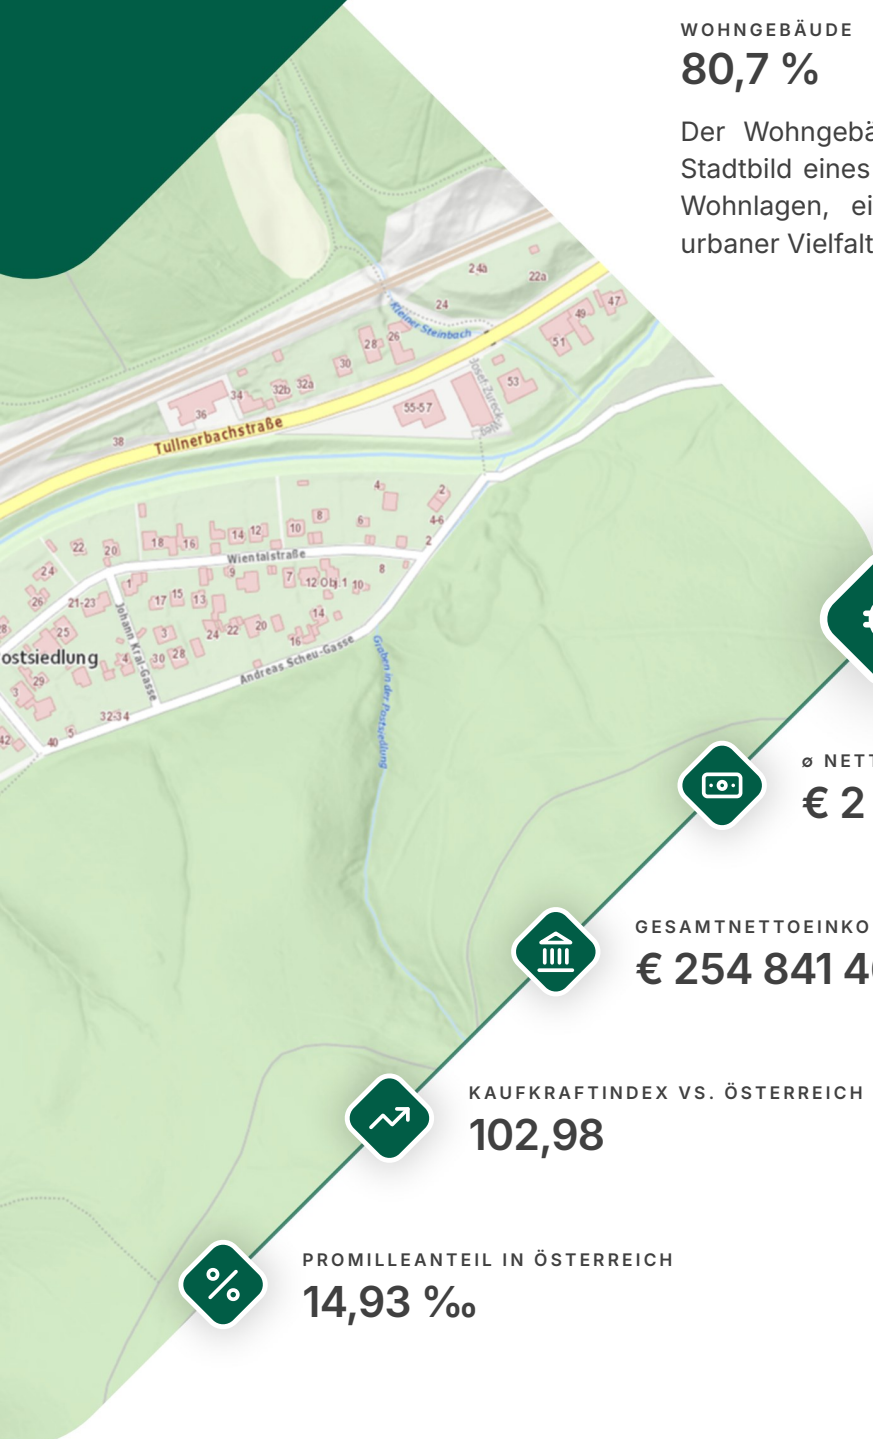 WOHNGEBÄUDE
80,7 %
Der Wohngebä
Stadtbild eines
Wohnlagen, ei
urbaner Vielfalt
24a
22a
24
47
49
51
Kleiner Steinbach
28
26
30
53
32b
32a
34
36
55-57
38
Tullnerbachstraße
4
2
8
6
4-6
10
12
14
18
16
22
20
2
Wientalstraße
24
9
7
12 Obj.1
10
8
1
26
21-23
17
15
13
14
Johann Kral-Gasse
25
3
24
22
20
16
ostsiedlung
4
30
28
Andreas Scheu-Gasse
29
3
32-34
5
40
42
Graben in der Postsiedlung
ø NETT
€ 2
GESAMTNETTOEINKO
€ 254 841 4
KAUFKRAFTINDEX VS. ÖSTERREICH
102,98
PROMILLEANTEIL IN ÖSTERREICH
14,93 ‰